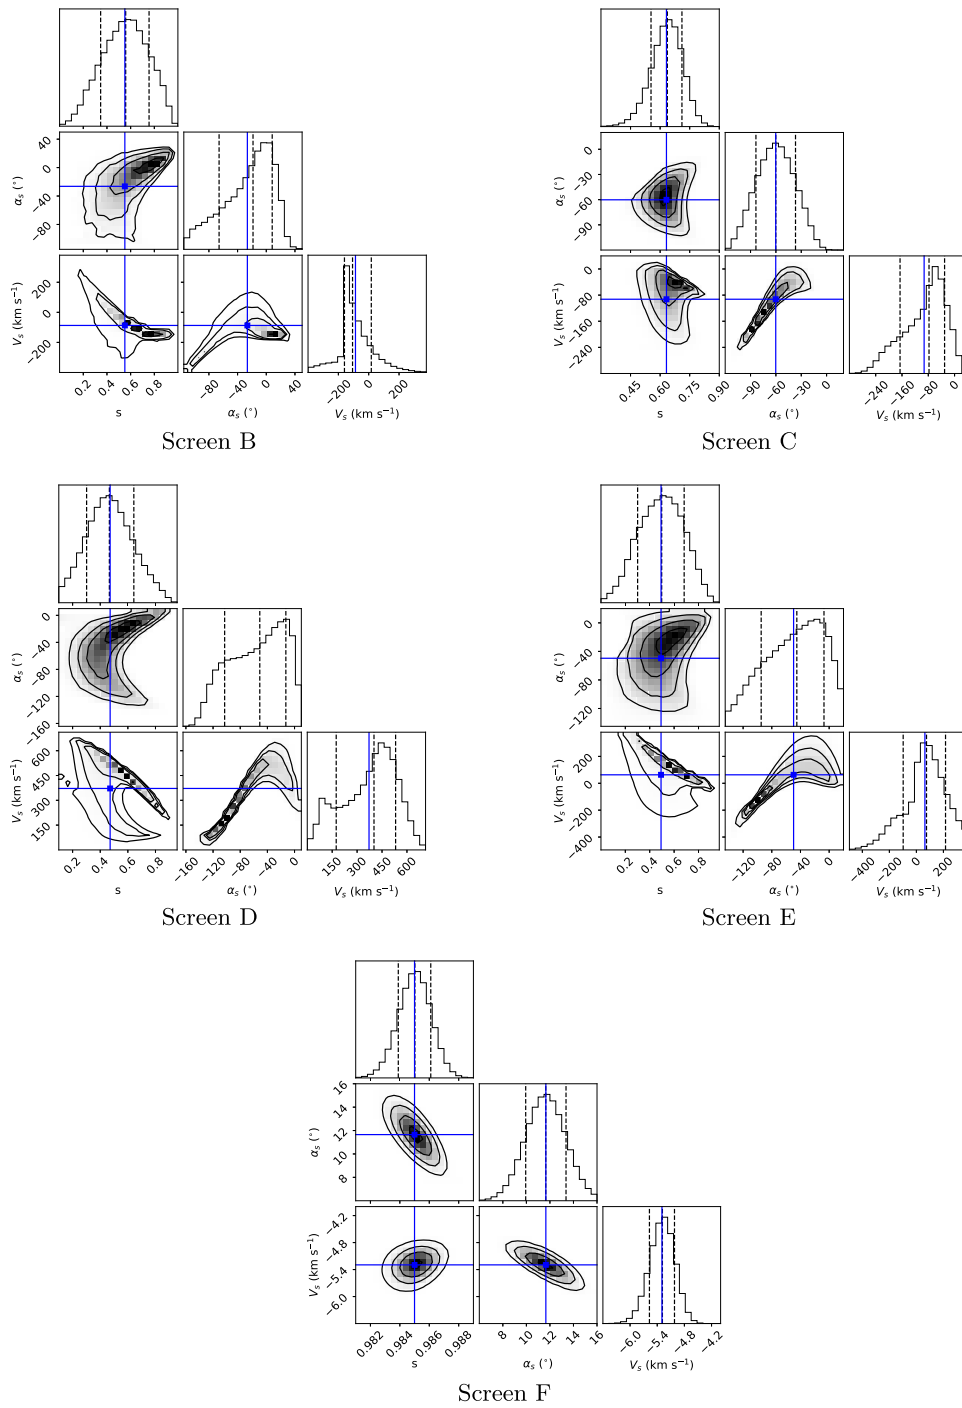 40
0
−40
−80
αs (°)
200
0
−200
Vs (km s−1)
0.2 0.4 0.6 0.8
s
−80 −40 0 40
αs (°)
−200 0 200
Vs (km s−1)
Screen B
0
−30
−60
−90
αs (°)
0
−80
−160
−240
Vs (km s−1)
0.45 0.60 0.75 0.90
s
−90 −60 −30 0
αs (°)
−240 −160 −80 0
Vs (km s−1)
Screen C
0
−40
−80
−120
−160
αs (°)
600
450
300
150
Vs (km s−1)
0.2 0.4 0.6 0.8
s
−160 −120 −80 −40 0
αs (°)
150 300 450 600
Vs (km s−1)
Screen D
0
−40
−80
−120
αs (°)
200
0
−200
−400
Vs (km s−1)
0.2 0.4 0.6 0.8
s
−120 −80 −40 0
αs (°)
−400 −200 0 200
Vs (km s−1)
Screen E
16
14
12
10
8
αs (°)
−4.2
−4.8
−5.4
−6.0
Vs (km s−1)
0.982 0.984 0.986 0.988
s
8 10 12 14 16
αs (°)
−6.0 −5.4 −4.8 −4.2
Vs (km s−1)
Screen F